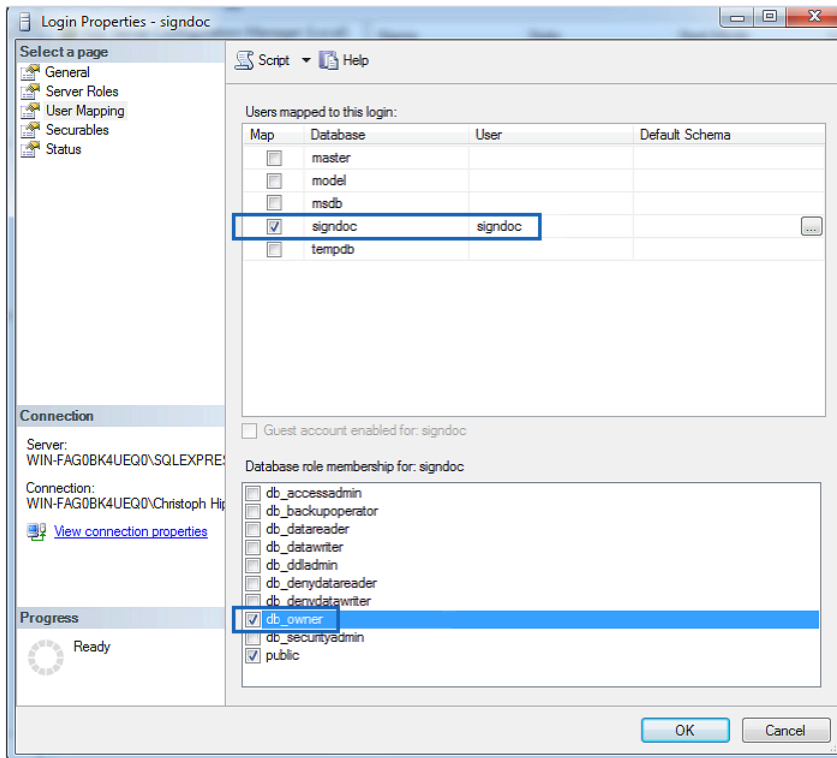 Login Properties - signdoc
Select a page
General
Server Roles
User Mapping
Securables
Status
Script Help
Users mapped to this login:
Map Database User Default Schema
master
model
msdb
signdoc signdoc ...
tempdb
Guest account enabled for: signdoc
Database role membership for: signdoc
db_accessadmin
db_backupoperator
db_datareader
db_datawriter
db_ddladmin
db_denydatareader
db_denydatawriter
db_owner
db_securityadmin
public
Connection
Server:
WIN-FAG0BK4UEQ0\SQLEXPRES
Connection:
WIN-FAG0BK4UEQ0\Christoph Hip
View connection properties
Progress
Ready
OK Cancel